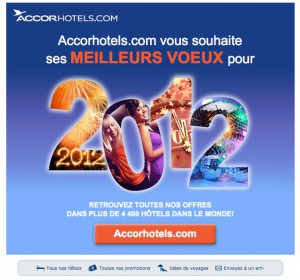 ACCORHOTELS.COM
Accorhotels.com vous souhaite
ses MEILLEURS VOEUX pour
2012
2012
RETROUVEZ TOUTES NOS OFFRES
DANS PLUS DE 4 400 HÔTELS DANS LE MONDE!
Accorhotels.com
Tous nos hôtels Toutes nos promotions Idées de voyages Envoyez à un ami!